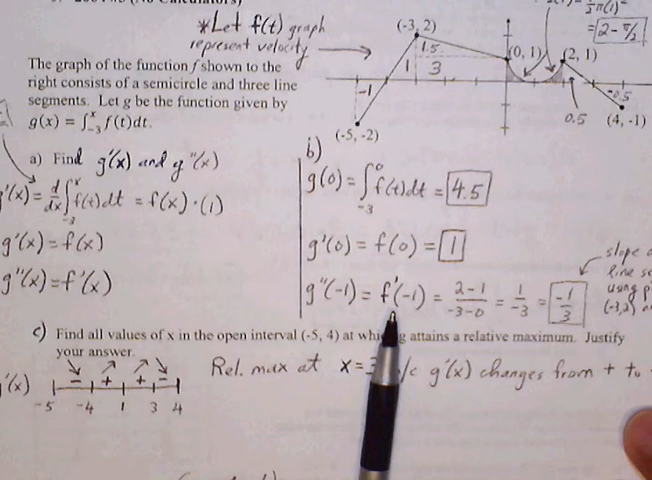 (No Calculators)
*Let f(t) graph
represent velocity
(-3, 2)
1.5
1
3
(0, 1)
(2, 1)
= 2 - π/2
-1
-0.5
0.5
(4, -1)
(-5, -2)
The graph of the function f shown to the
right consists of a semicircle and three line
segments. Let g be the function given by
g(x) = ∫₋₃ˣ f(t)dt.
a) Find g'(x) and g"(x)
g'(x) = d/dx ∫₋₃ˣ f(t)dt = f(x)·(1)
g'(x) = f(x)
g"(x) = f'(x)
b)
g(0) = ∫₋₃⁰ f(t)dt = 4.5
g'(0) = f(0) = 1
g"(-1) = f'(-1) = 2-1/-3-0 = 1/-3 = -1/3
slope
line
using
(-3,2)
c) Find all values of x in the open interval (-5, 4) at attains a relative maximum. Justify
your answer.
g'(x) - + + -
-5 -4 1 3 4
Rel. max at x=3 b/c g'(x) changes from + to